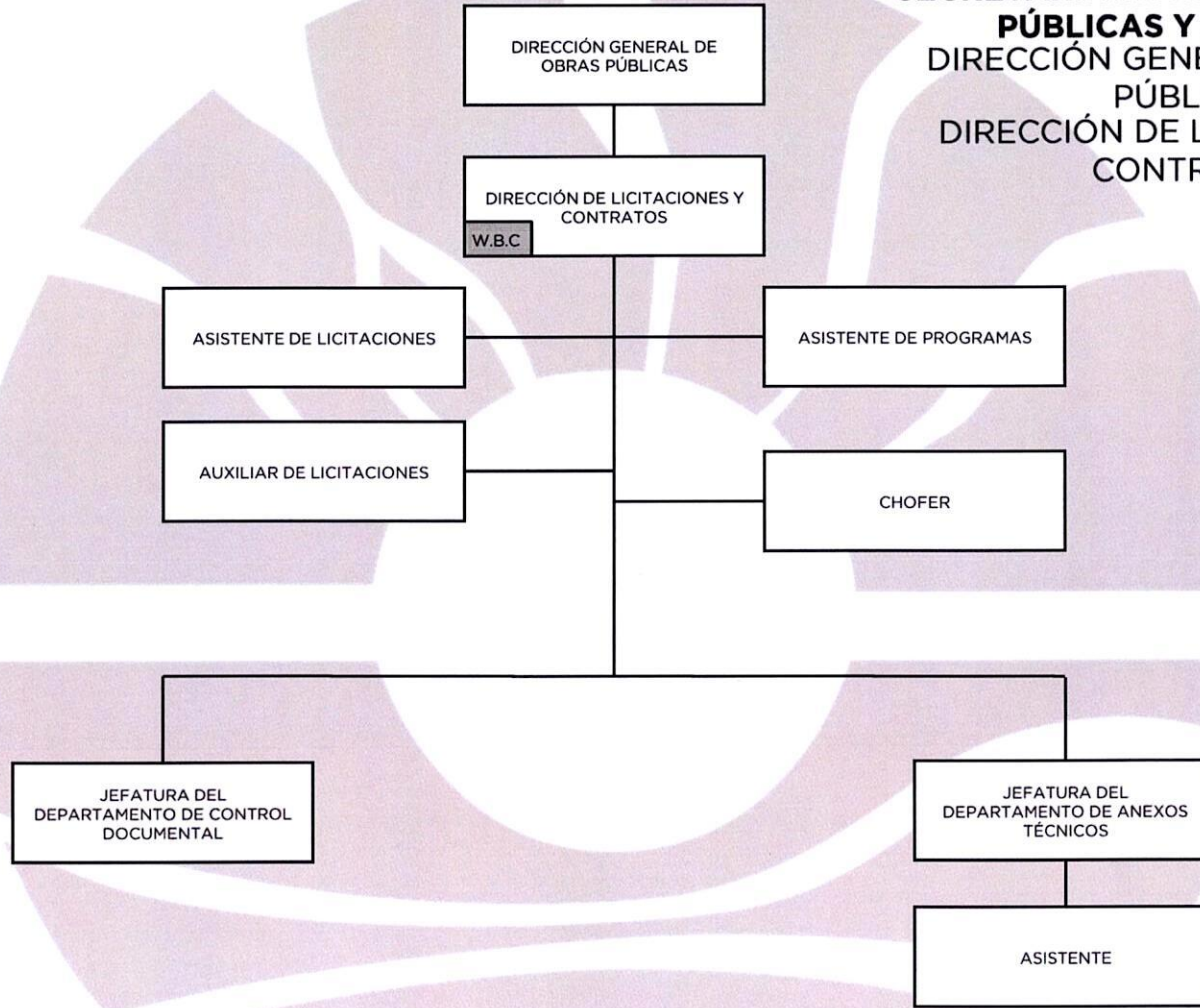 PÚBLICAS Y
DIRECCIÓN
PÚBL
DIRECCIÓN DE
CONTR
DIRECCIÓN GENERAL DE
OBRAS PÚBLICAS
DIRECCIÓN DE LICITACIONES Y
CONTRATOS
W.B.C
ASISTENTE DE LICITACIONES
ASISTENTE DE PROGRAMAS
AUXILIAR DE LICITACIONES
CHOFER
JEFATURA DEL
DEPARTAMENTO DE CONTROL
DOCUMENTAL
JEFATURA DEL
DEPARTAMENTO DE ANEXOS
TÉCNICOS
ASISTENTE